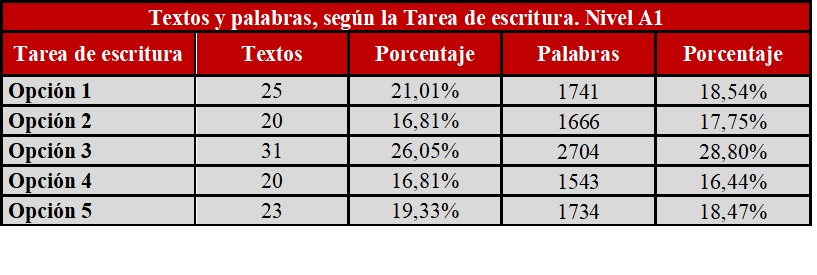 Textos y palabras, según la Tarea de escritura. Nivel A1
Tarea de escritura Textos Porcentaje Palabras Porcentaje
Opción 1 25 21,01% 1741 18,54%
Opción 2 20 16,81% 1666 17,75%
Opción 3 31 26,05% 2704 28,80%
Opción 4 20 16,81% 1543 16,44%
Opción 5 23 19,33% 1734 18,47%